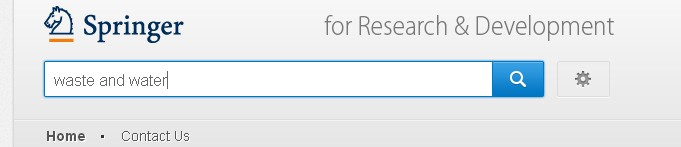 Springer for Research & Development
waste and water
Home • Contact Us